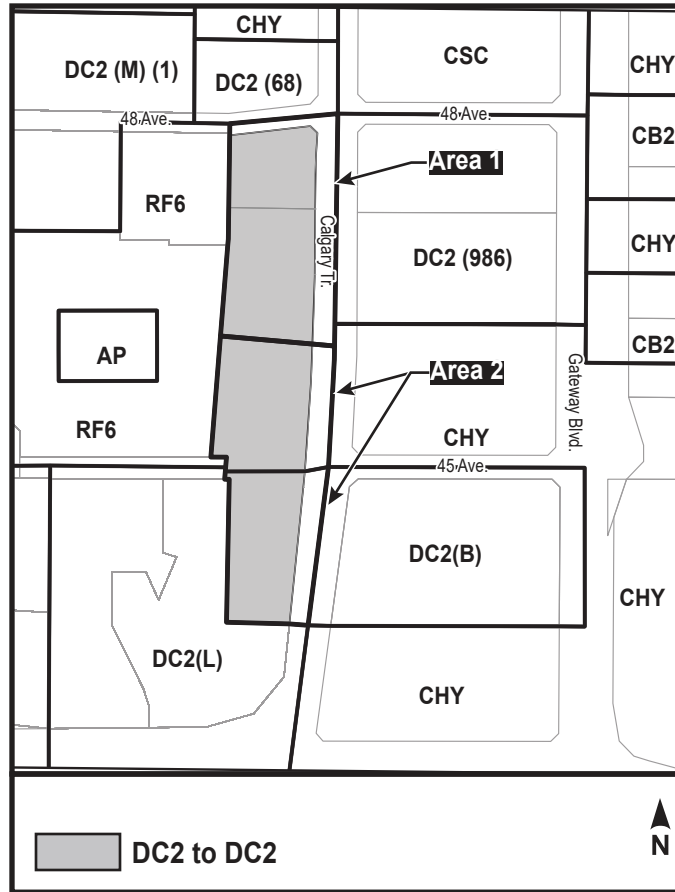 CHY
DC2 (M) (1)
DC2 (68)
CSC
CHY
48 Ave.
48 Ave.
CB2
Area 1
RF6
Calgary Tr.
DC2 (986)
CHY
AP
Area 2
Gateway Blvd.
CB2
RF6
CHY
45 Ave.
DC2(B)
CHY
DC2(L)
CHY
DC2 to DC2
N